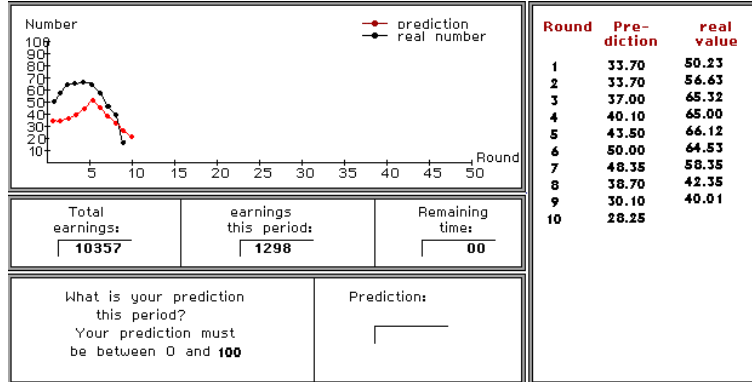 Number
prediction
real number
100
90
80
70
60
50
40
30
20
10
Round
5 10 15 20 25 30 35 40 45 50
Total
earnings:
10357
earnings
this period:
1298
Remaining
time:
00
What is your prediction
this period?
Your prediction must
be between 0 and 100
Prediction:
Round Pre- real
diction value
1 33.70 50.23
2 33.70 56.63
3 37.00 65.32
4 40.10 65.00
5 43.50 66.12
6 50.00 64.53
7 48.35 58.35
8 38.70 42.35
9 30.10 40.01
10 28.25